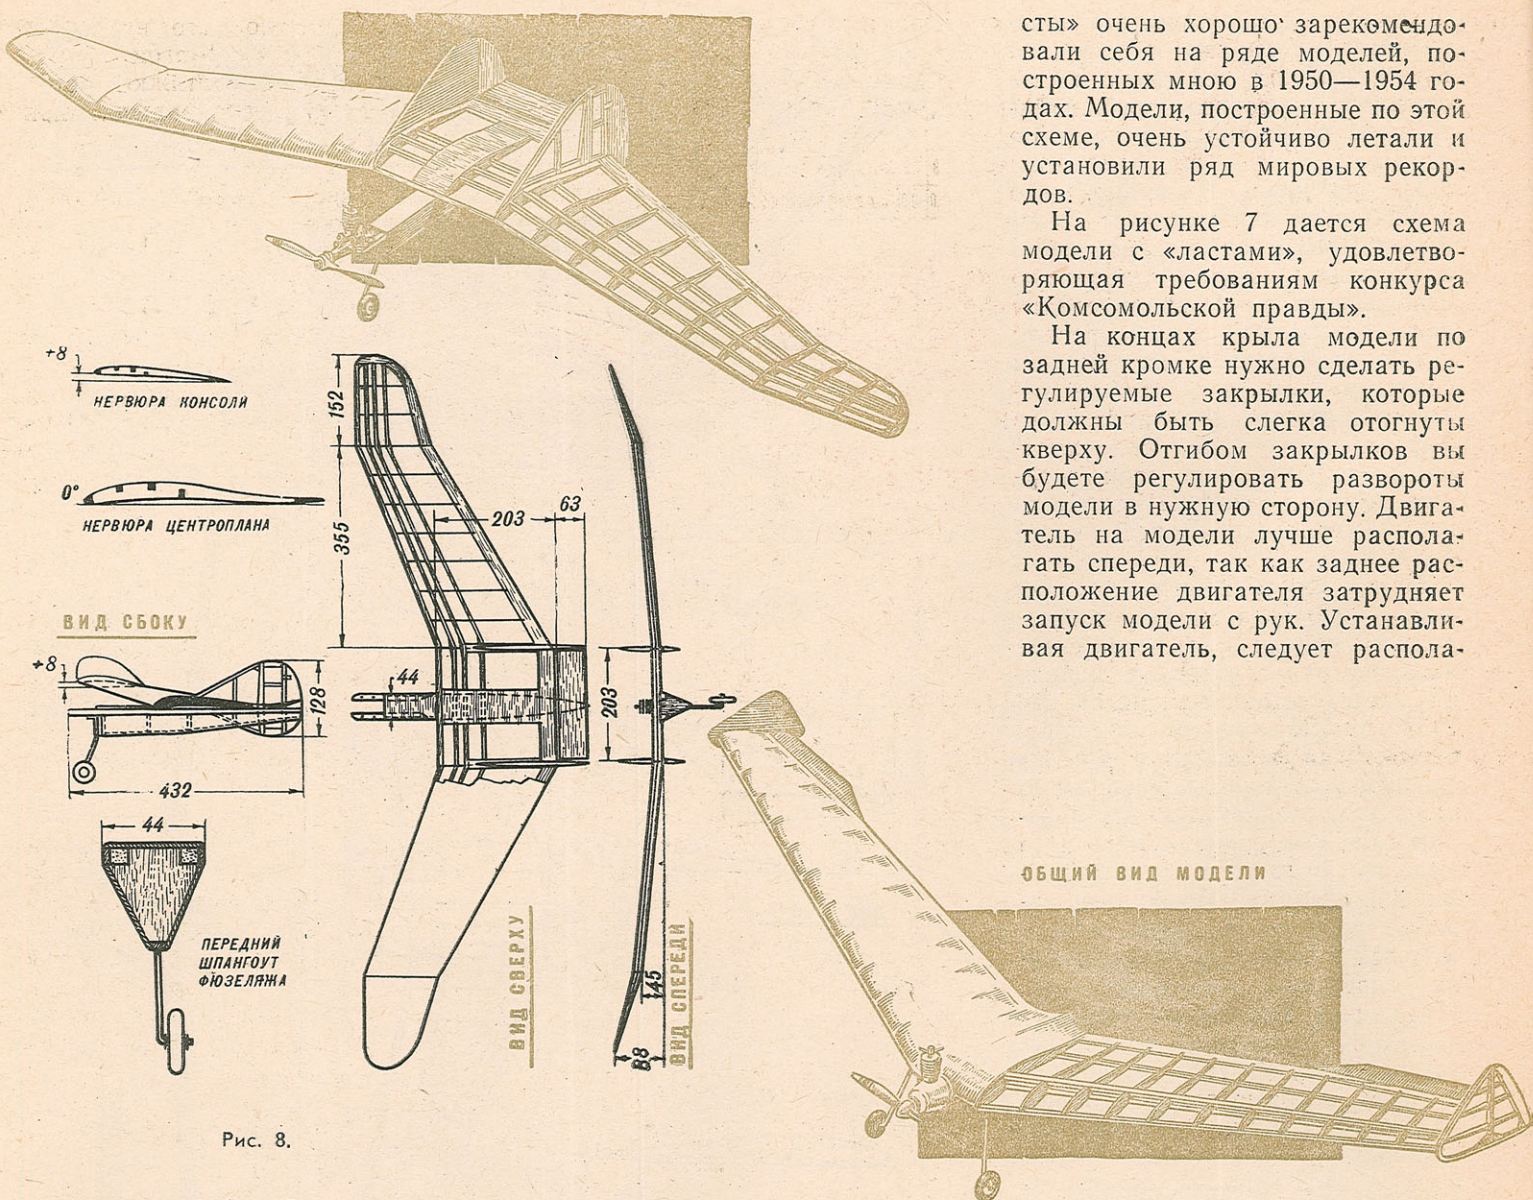 сты» очень хорошо зарекомендо-
вали себя на ряде моделей, по-
строенных мною в 1950—1954 го-
дах. Модели, построенные по этой
схеме, очень устойчиво летали и
установили ряд мировых рекор-
дов.
На рисунке 7 дается схема
модели с «ластами», удовлетво-
ряющая требованиям конкурса
«Комсомольской правды».
На концах крыла модели по
задней кромке нужно сделать ре-
гулируемые закрылки, которые
должны быть слегка отогнуты
кверху. Отгибом закрылков вы
будете регулировать развороты
модели в нужную сторону. Двига-
тель на модели лучше распола-
гать спереди, так как заднее рас-
положение двигателя затрудняет
запуск модели с рук. Устанавли-
вая двигатель, следует распола-
+8
НЕРВЮРА КОНСОЛИ
0°
НЕРВЮРА ЦЕНТРОПЛАНА
ВИД СБОКУ
+8
128
432
44
ПЕРЕДНИЙ
ШПАНГОУТ
ФЮЗЕЛЯЖА
152
355
203
63
44
203
ВИД СВЕРХУ
45
88
ВИД СПЕРЕДИ
ОБЩИЙ ВИД МОДЕЛИ
Рис. 8.